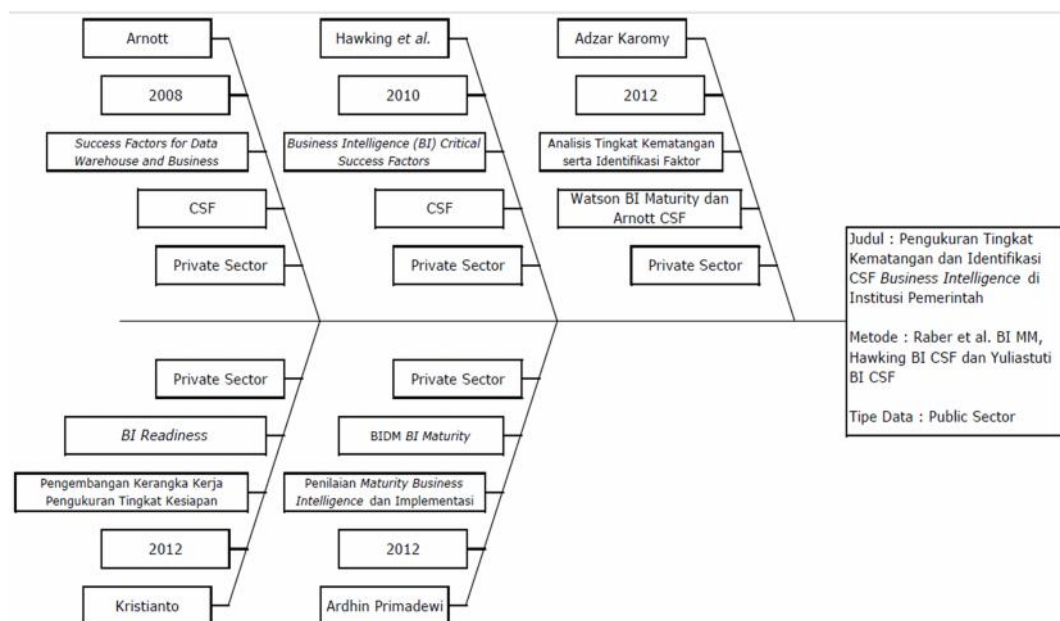 Arnott
2008
Success Factors for Data
Warehouse and Business
CSF
Private Sector
Hawking et al.
2010
Business Intelligence (BI) Critical
Success Factors
CSF
Private Sector
Adzar Karomy
2012
Analisis Tingkat Kematangan
serta Identifikasi Faktor
Watson BI Maturity dan
Arnott CSF
Private Sector
Judul : Pengukuran Tingkat
Kematangan dan Identifikasi
CSF Business Intelligence di
Institusi Pemerintah
Metode : Raber et al. BI MM,
Hawking BI CSF dan Yuliastuti
BI CSF
Tipe Data : Public Sector
Private Sector
BI Readiness
Pengembangan Kerangka Kerja
Pengukuran Tingkat Kesiapan
2012
Kristianto
Private Sector
BIDM BI Maturity
Penilaian Maturity Business
Intelligence dan Implementasi
2012
Ardhin Primadewi